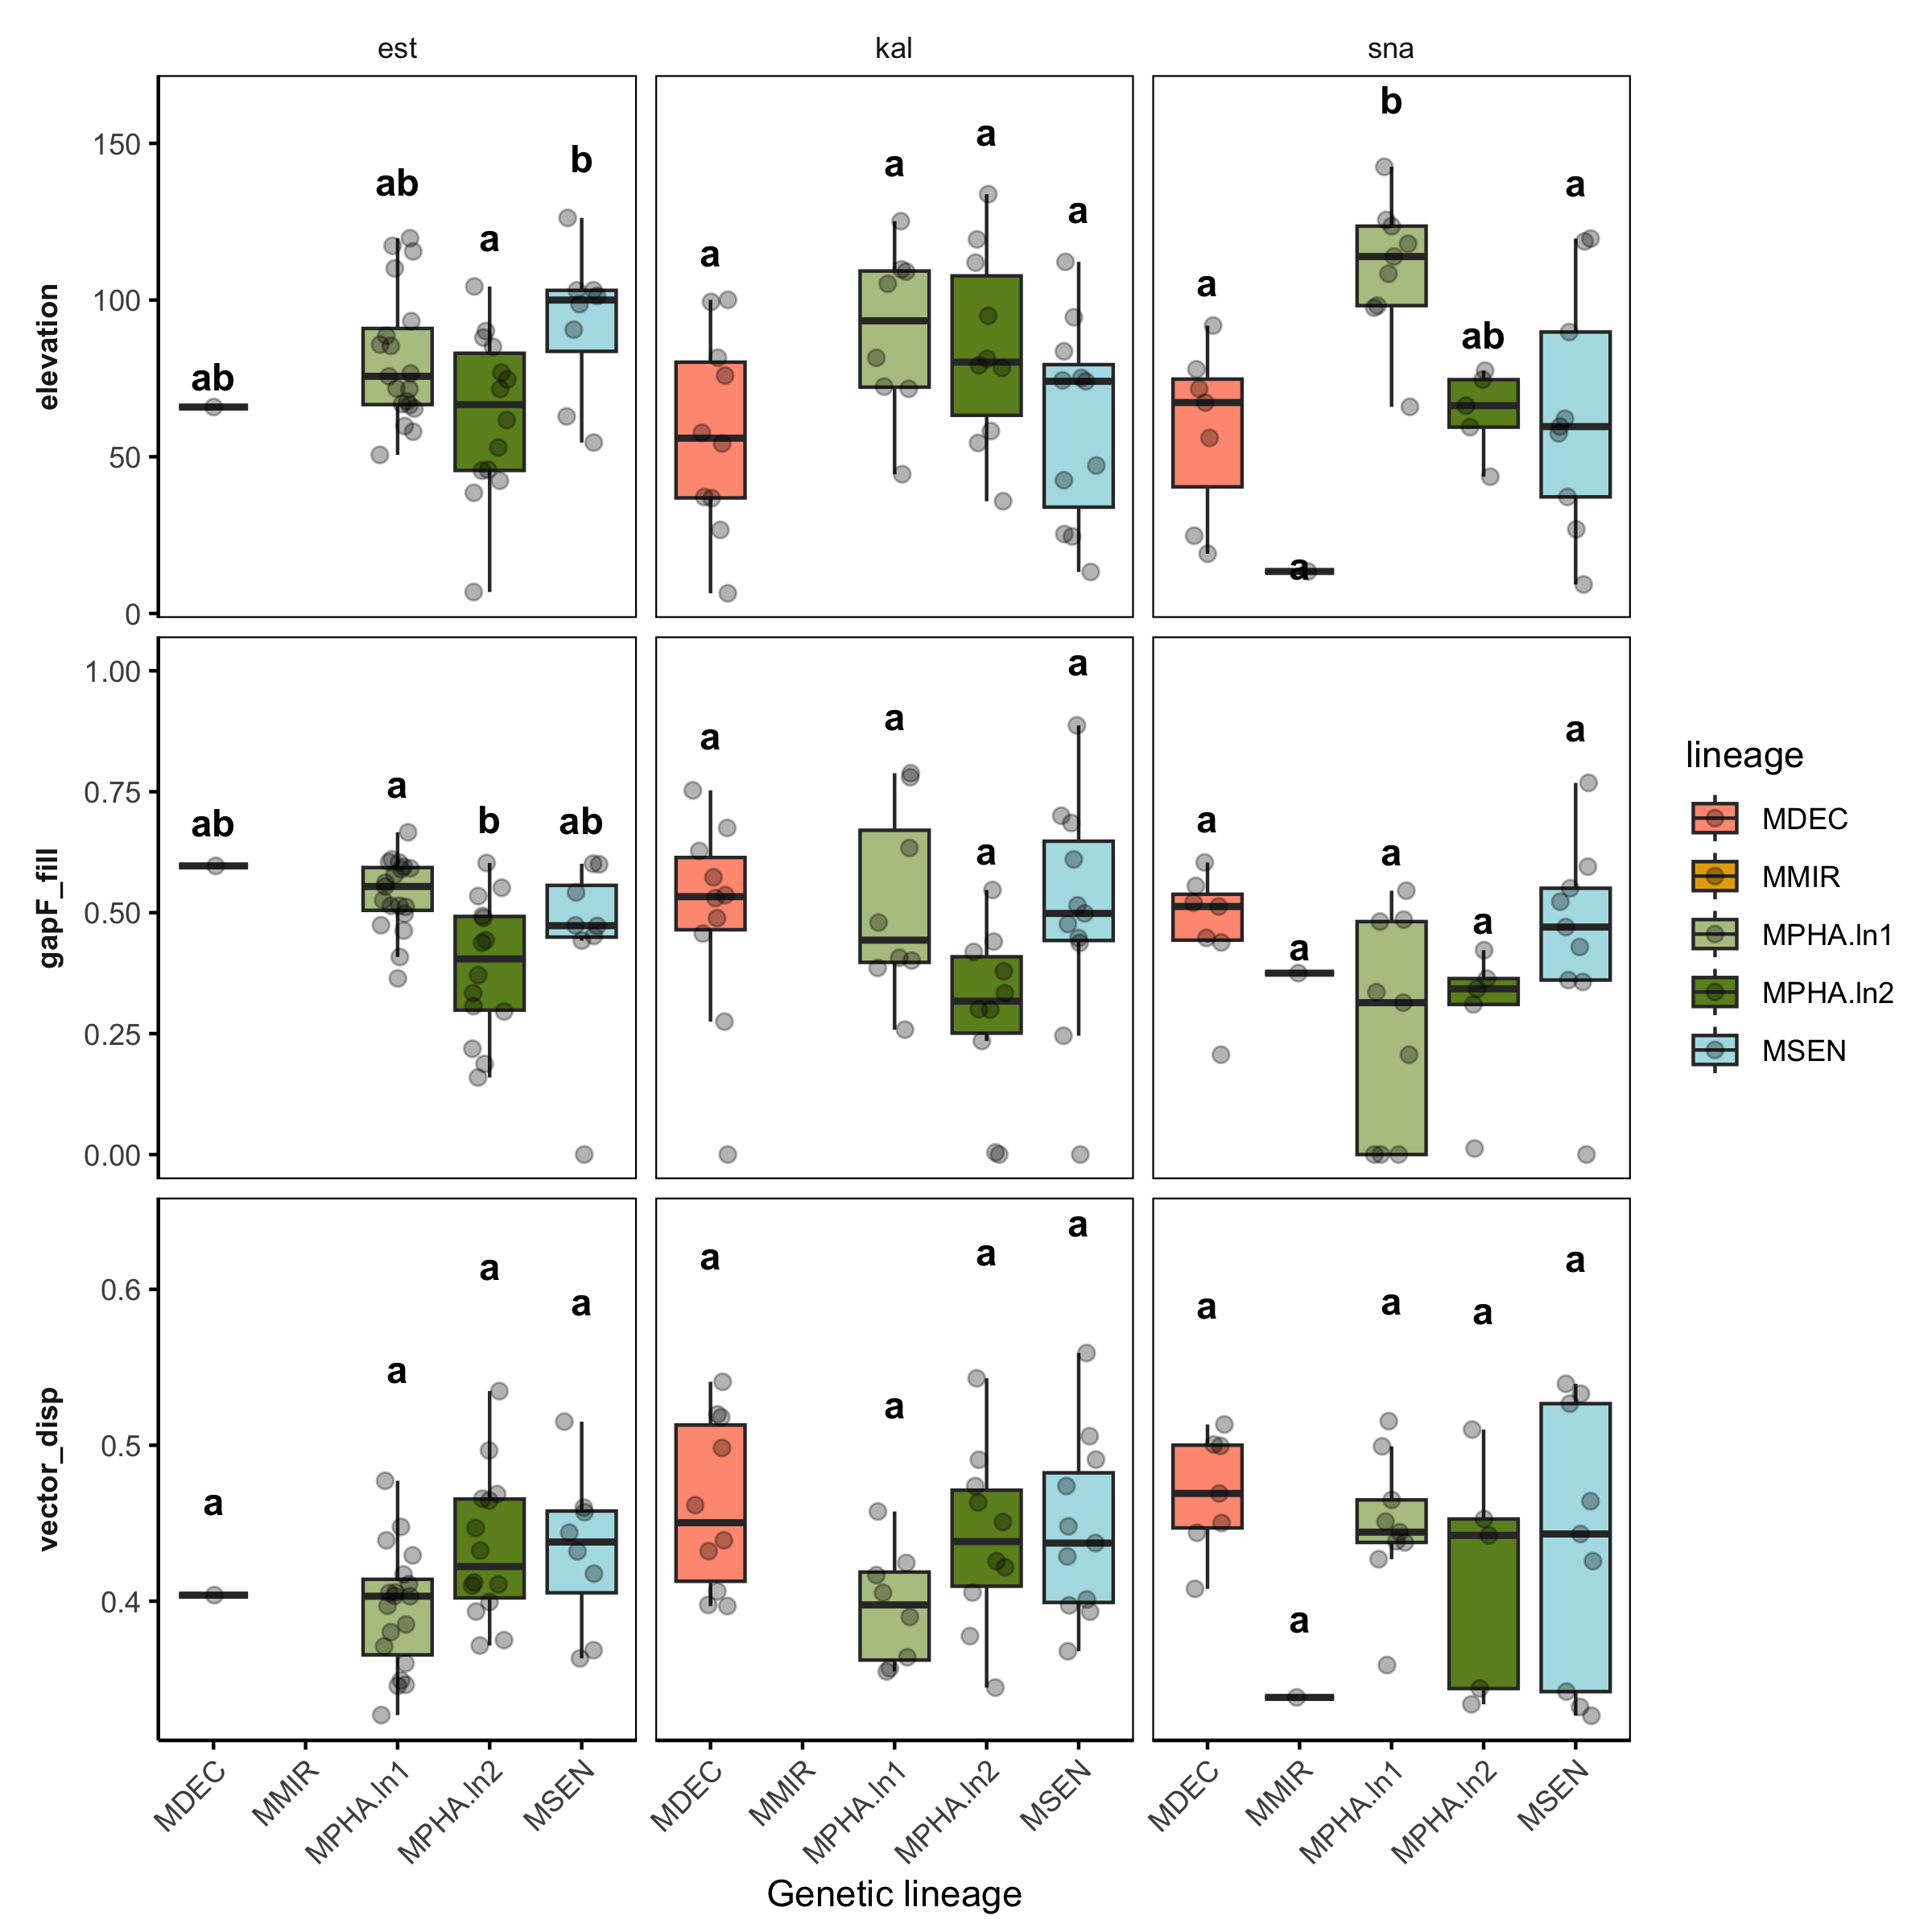 est kal sna
elevation
150
100
50
0
ab ab a b
a a a a
a a b ab a
gapF_fill
1.00
0.75
0.50
0.25
0.00
ab a b ab
a a a a
a a a a a
vector_disp
0.6
0.5
0.4
a a a a
a a a a
a a a a a
MDEC MMIR MPHA.ln1 MPHA.ln2 MSEN
MDEC MMIR MPHA.ln1 MPHA.ln2 MSEN
MDEC MMIR MPHA.ln1 MPHA.ln2 MSEN
Genetic lineage
lineage
MDEC
MMIR
MPHA.ln1
MPHA.ln2
MSEN